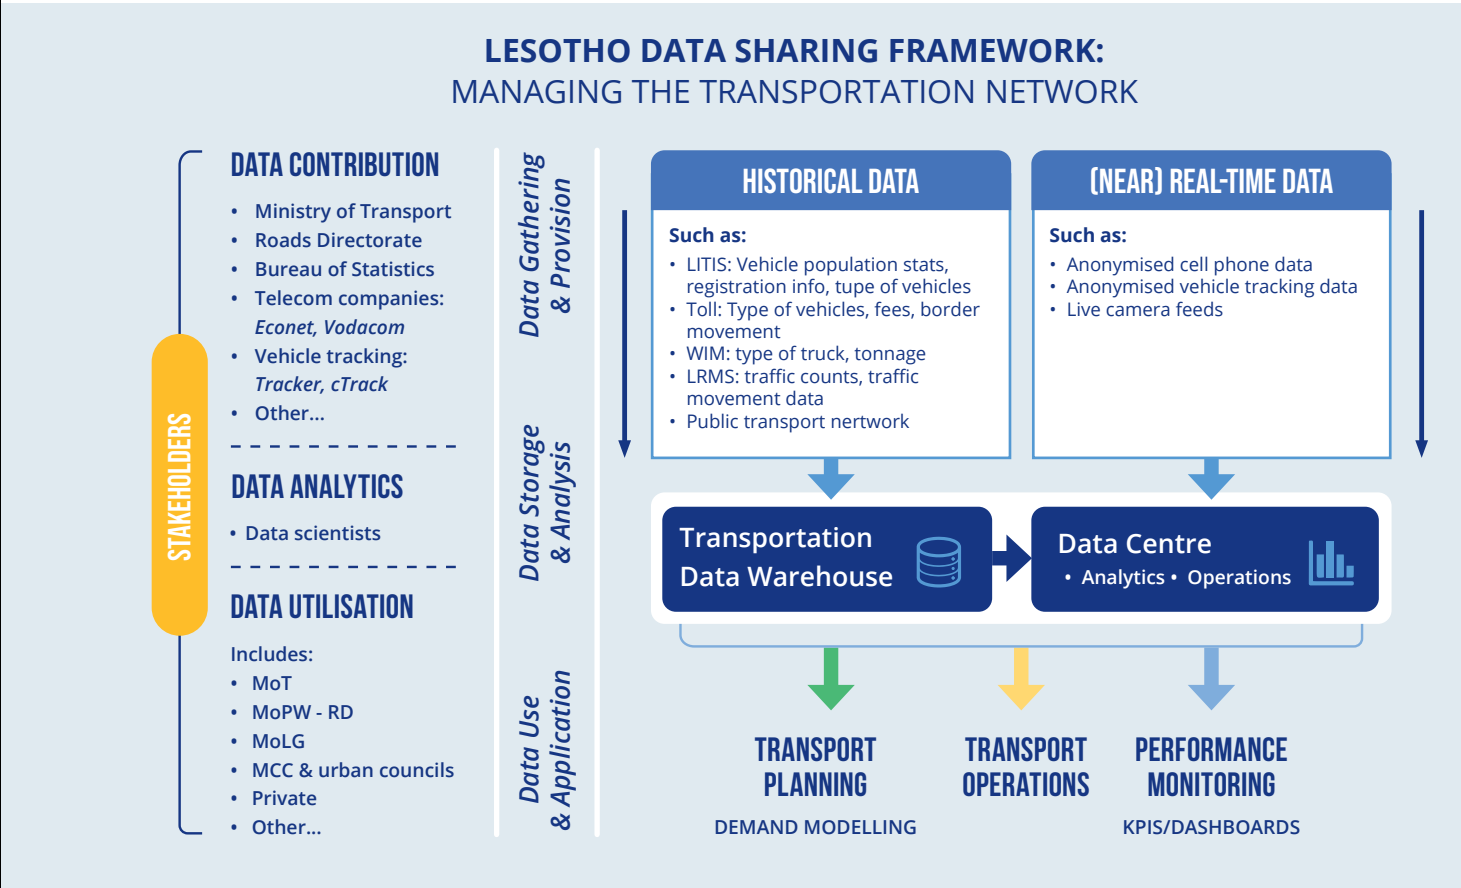 LESOTHO DATA SHARING FRAMEWORK:
MANAGING THE TRANSPORTATION NETWORK
STAKEHOLDERS
DATA CONTRIBUTION
• Ministry of Transport
• Roads Directorate
• Bureau of Statistics
• Telecom companies:
Econet, Vodacom
• Vehicle tracking:
Tracker, cTrack
• Other...
DATA ANALYTICS
• Data scientists
DATA UTILISATION
Includes:
• MoT
• MoPW - RD
• MoLG
• MCC & urban councils
• Private
• Other...
Data Gathering
& Provision
Data Storage
& Analysis
Data Use
& Application
HISTORICAL DATA
Such as:
• LITIS: Vehicle population stats,
registration info, tupe of vehicles
• Toll: Type of vehicles, fees, border
movement
• WIM: type of truck, tonnage
• LRMS: traffic counts, traffic
movement data
• Public transport nertwork
(NEAR) REAL-TIME DATA
Such as:
• Anonymised cell phone data
• Anonymised vehicle tracking data
• Live camera feeds
Transportation
Data Warehouse
Data Centre
• Analytics • Operations
TRANSPORT
PLANNING
DEMAND MODELLING
TRANSPORT
OPERATIONS
PERFORMANCE
MONITORING
KPIS/DASHBOARDS